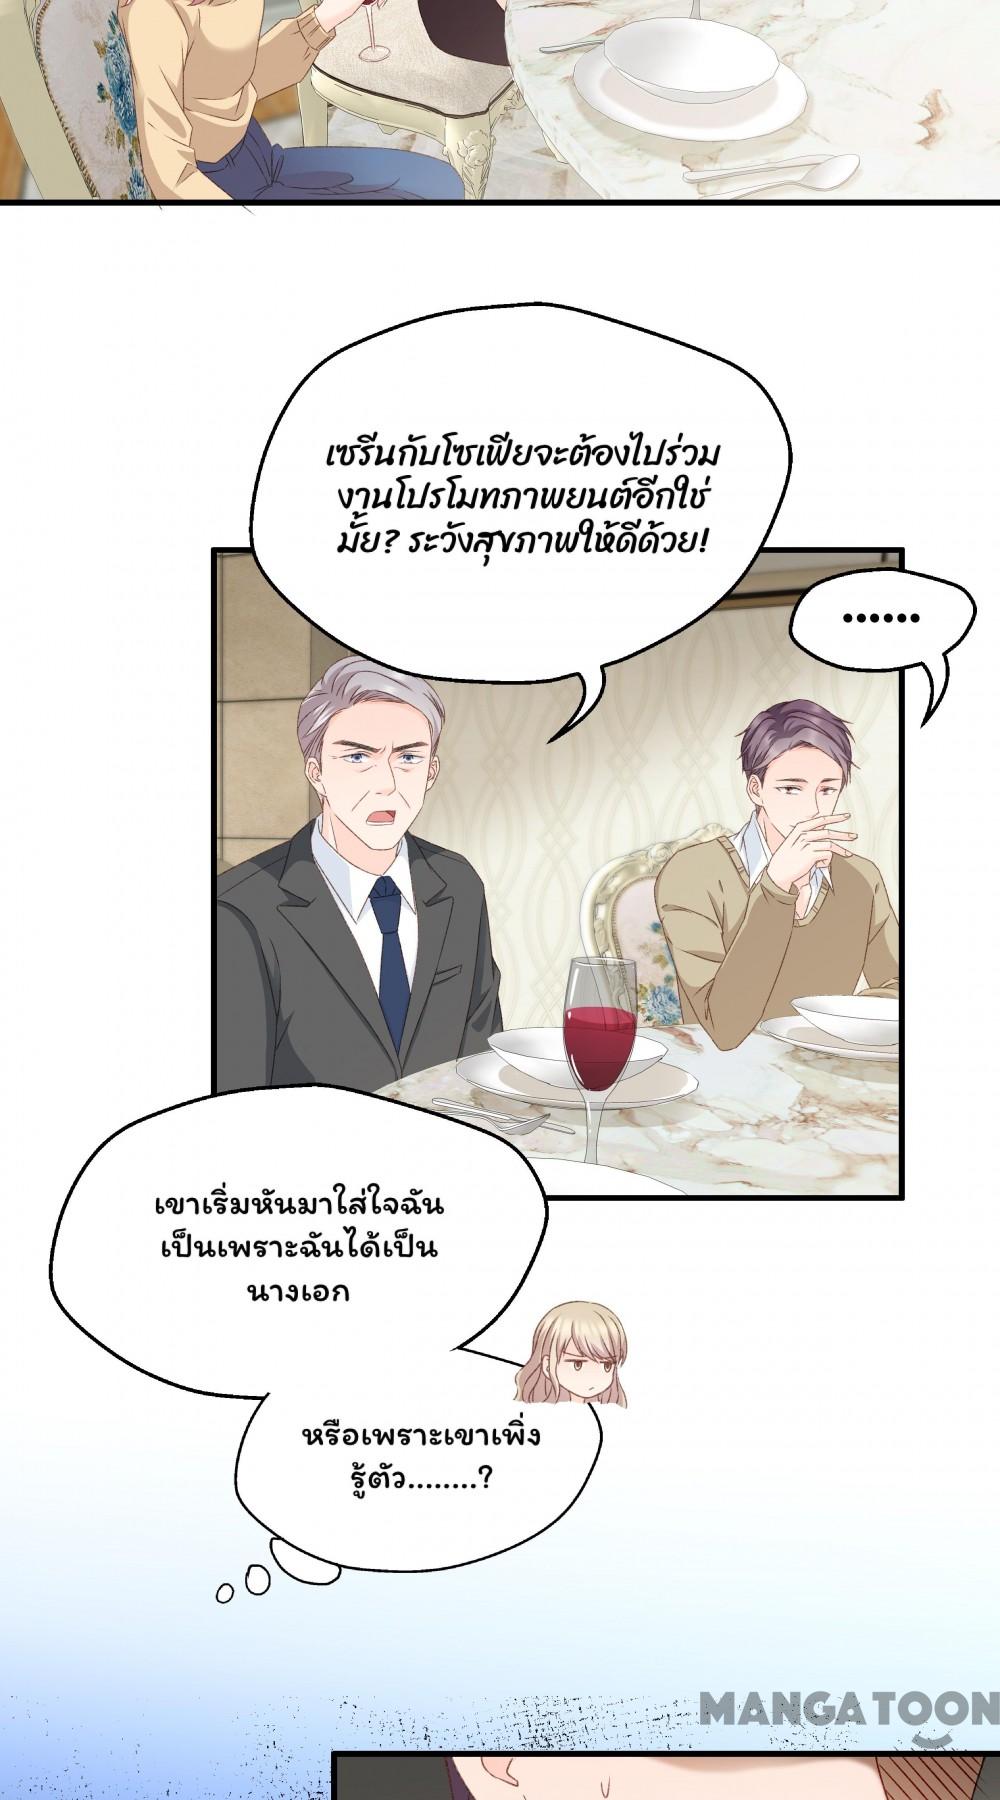 เซรีนกับโซเฟียจะต้องไปร่วม
งานโปรโมทภาพยนต์อีกใช่
มั้ย? ระวังสุขภาพให้ดีด้วย!
......
เขาเริ่มหันมาใส่ใจฉัน
เป็นเพราะฉันได้เป็น
นางเอก
หรือเพราะเขาเพิ่ง
รู้ตัว........?
MANGATOON